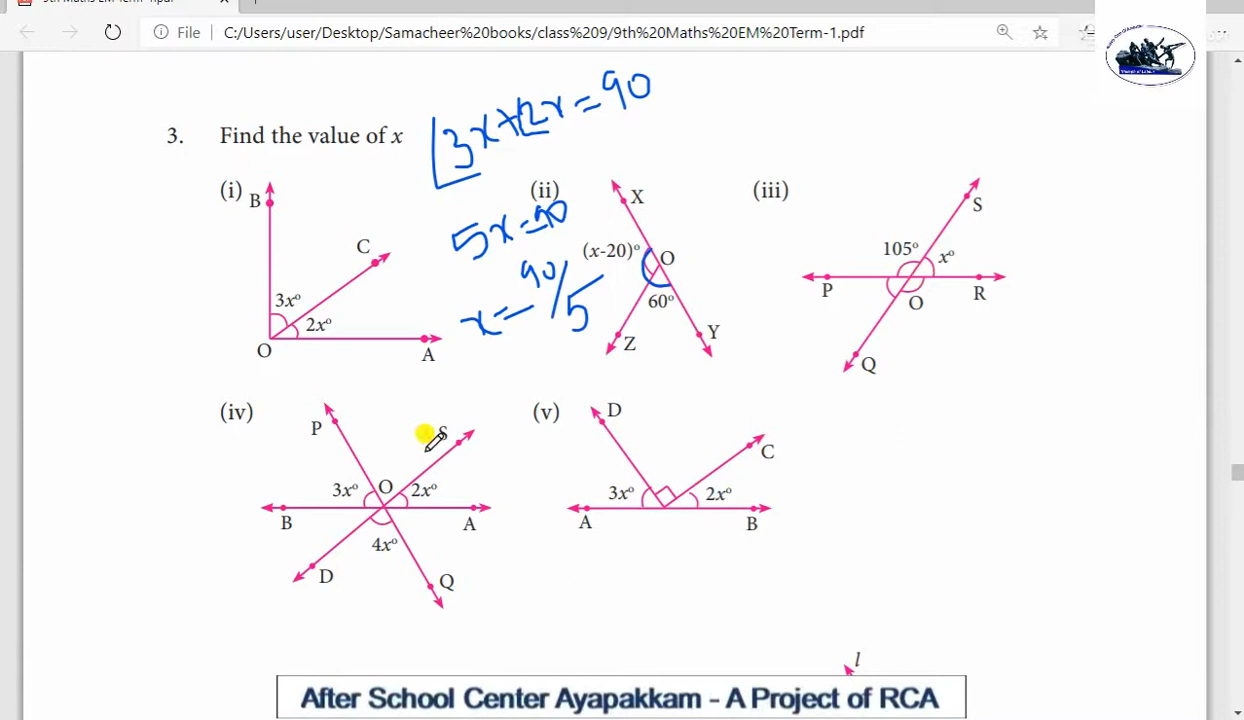 File C:/Users/user/Desktop/Samacheer%20books/class%209/9th%20Maths%20EM%20Term-1.pdf
3x+2x=90
3. Find the value of x
(i) B C 3x° 2x° O A
5x=90
x=90/5
(ii) X (x-20)° O 60° Z Y
(iii) S 105° x° P O R Q
(iv) P S 3x° O 2x° B A 4x° D Q
(v) D C 3x° 2x° A B
l
After School Center Ayapakkam - A Project of RCA